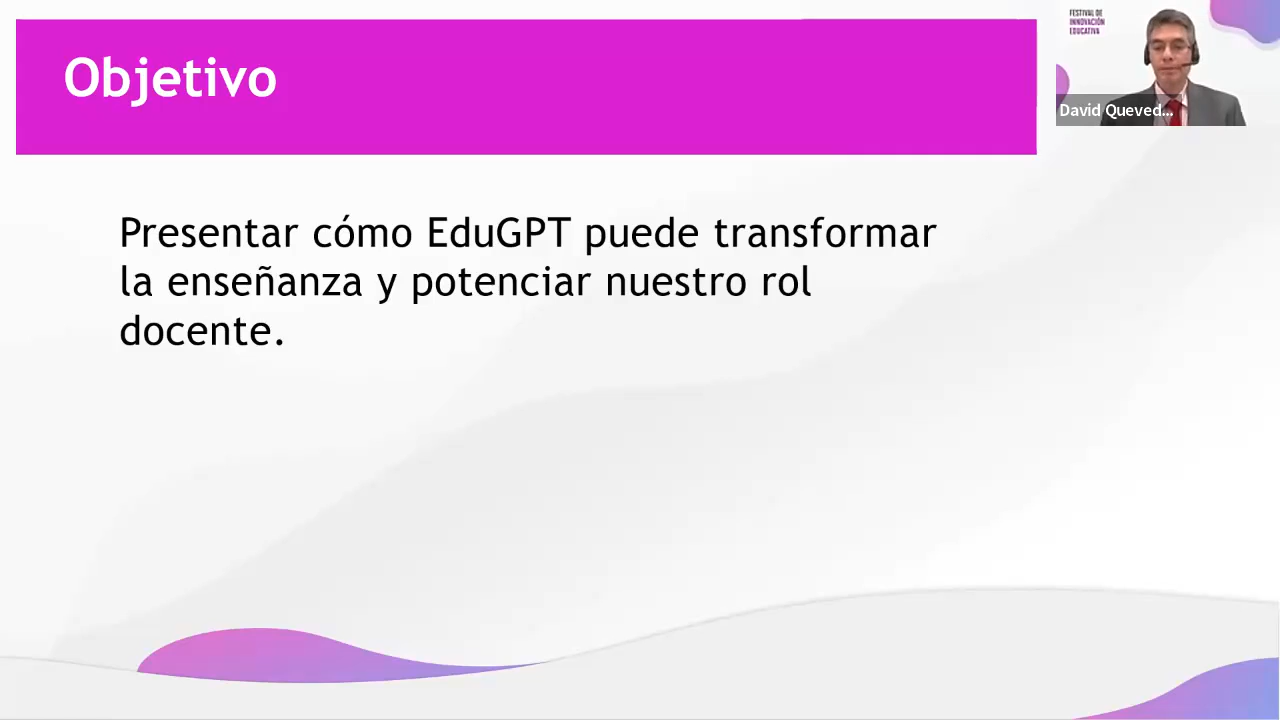 Objetivo
FESTIVAL DE
INNOVACIÓN
EDUCATIVA
David Queved...
Presentar cómo EduGPT puede transformar
la enseñanza y potenciar nuestro rol
docente.